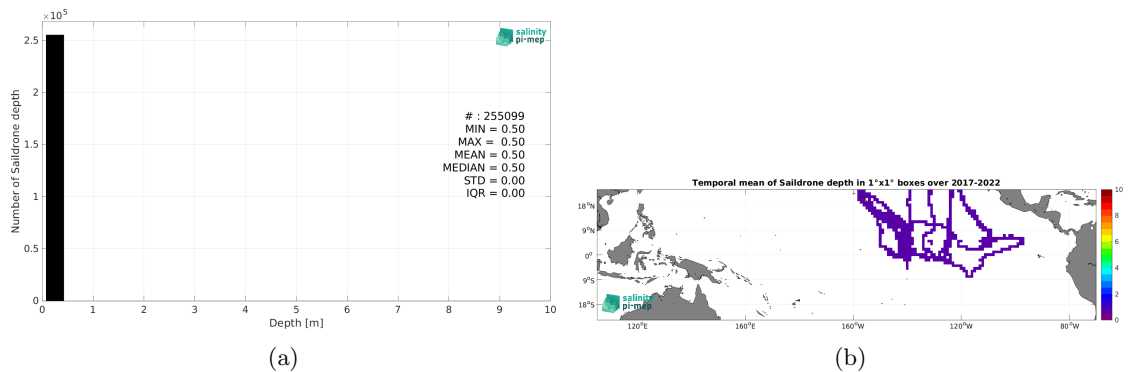 ×10⁵
2.5
2
1.5
1
0.5
0
Number of Saildrone depth
salinity
pi-mep
# : 255099
MIN = 0.50
MAX = 0.50
MEAN = 0.50
MEDIAN = 0.50
STD = 0.00
IQR = 0.00
0 1 2 3 4 5 6 7 8 9 10
Depth [m]
(a)
Temporal mean of Saildrone depth in 1°x1° boxes over 2017-2022
18°N
9°N
0°
9°S
18°S
salinity
pi-mep
120°E 160°E 160°W 120°W 80°W
10
8
6
4
2
0
(b)